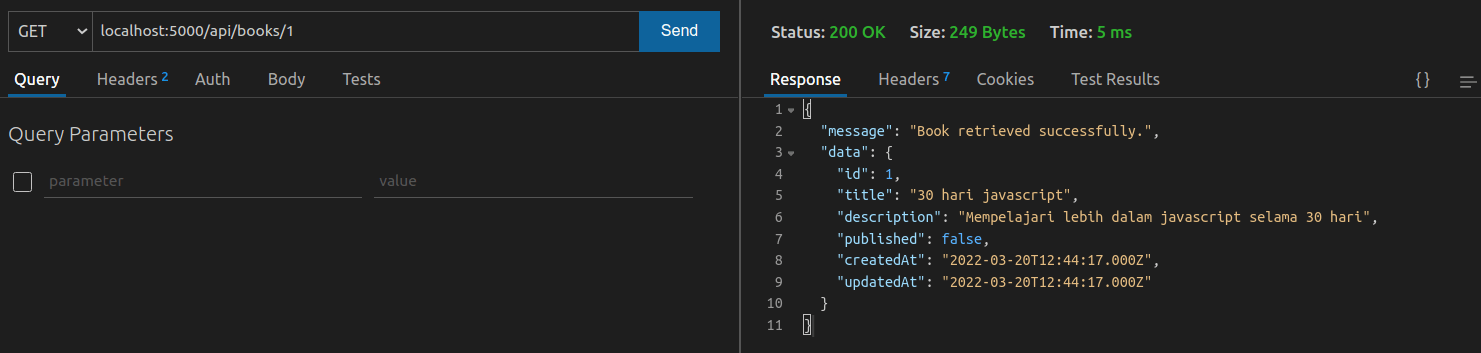 GET localhost:5000/api/books/1 Send
Query Headers 2 Auth Body Tests
Query Parameters
parameter value
Status: 200 OK Size: 249 Bytes Time: 5 ms
Response Headers 7 Cookies Test Results {}
1 {
2 "message": "Book retrieved successfully.",
3 "data": {
4 "id": 1,
5 "title": "30 hari javascript",
6 "description": "Mempelajari lebih dalam javascript selama 30 hari",
7 "published": false,
8 "createdAt": "2022-03-20T12:44:17.000Z",
9 "updatedAt": "2022-03-20T12:44:17.000Z"
10 }
11 }